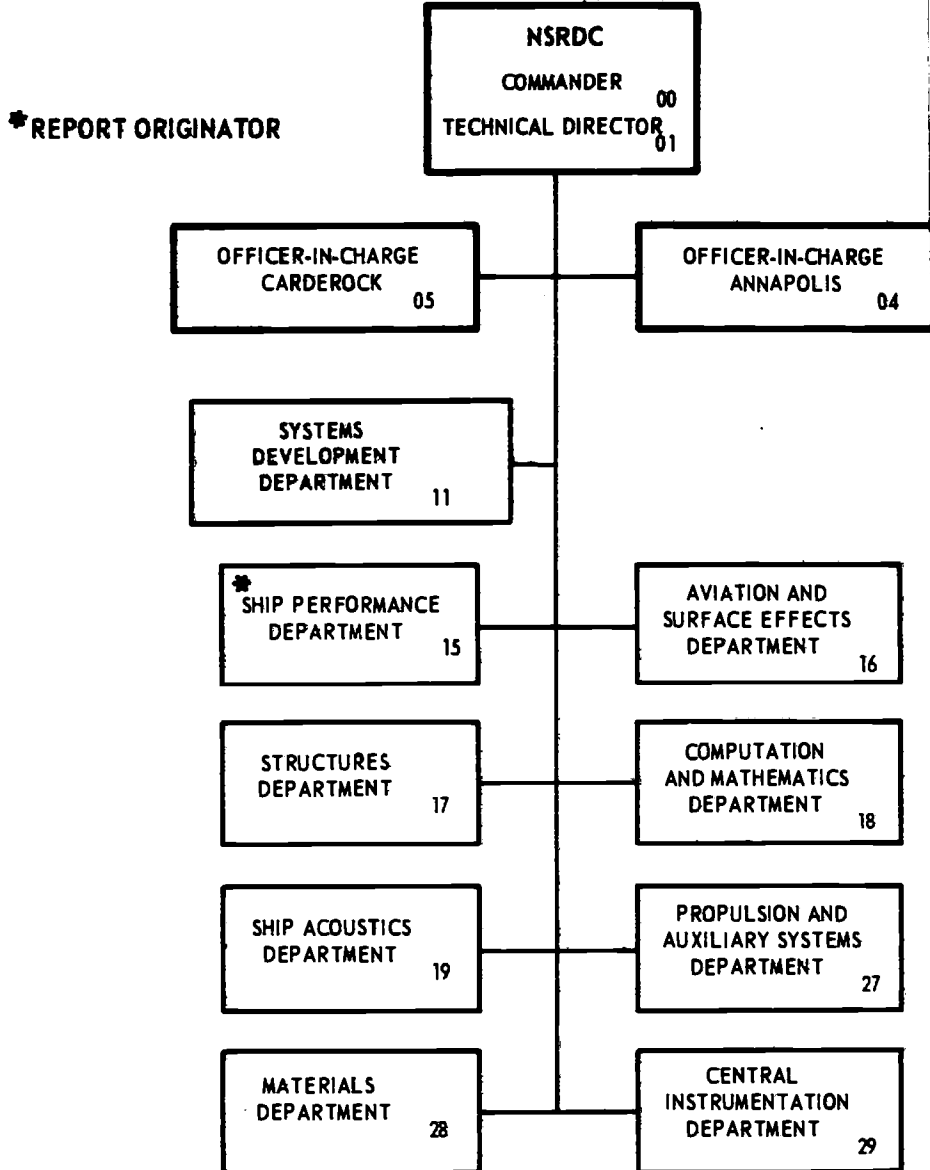 NSRDC
COMMANDER
00
TECHNICAL DIRECTOR
01
*REPORT ORIGINATOR
OFFICER-IN-CHARGE
CARDEROCK
05
OFFICER-IN-CHARGE
ANNAPOLIS
04
SYSTEMS
DEVELOPMENT
DEPARTMENT
11
*
SHIP PERFORMANCE
DEPARTMENT
15
AVIATION AND
SURFACE EFFECTS
DEPARTMENT
16
STRUCTURES
DEPARTMENT
17
COMPUTATION
AND MATHEMATICS
DEPARTMENT
18
SHIP ACOUSTICS
DEPARTMENT
19
PROPULSION AND
AUXILIARY SYSTEMS
DEPARTMENT
27
MATERIALS
DEPARTMENT
28
CENTRAL
INSTRUMENTATION
DEPARTMENT
29